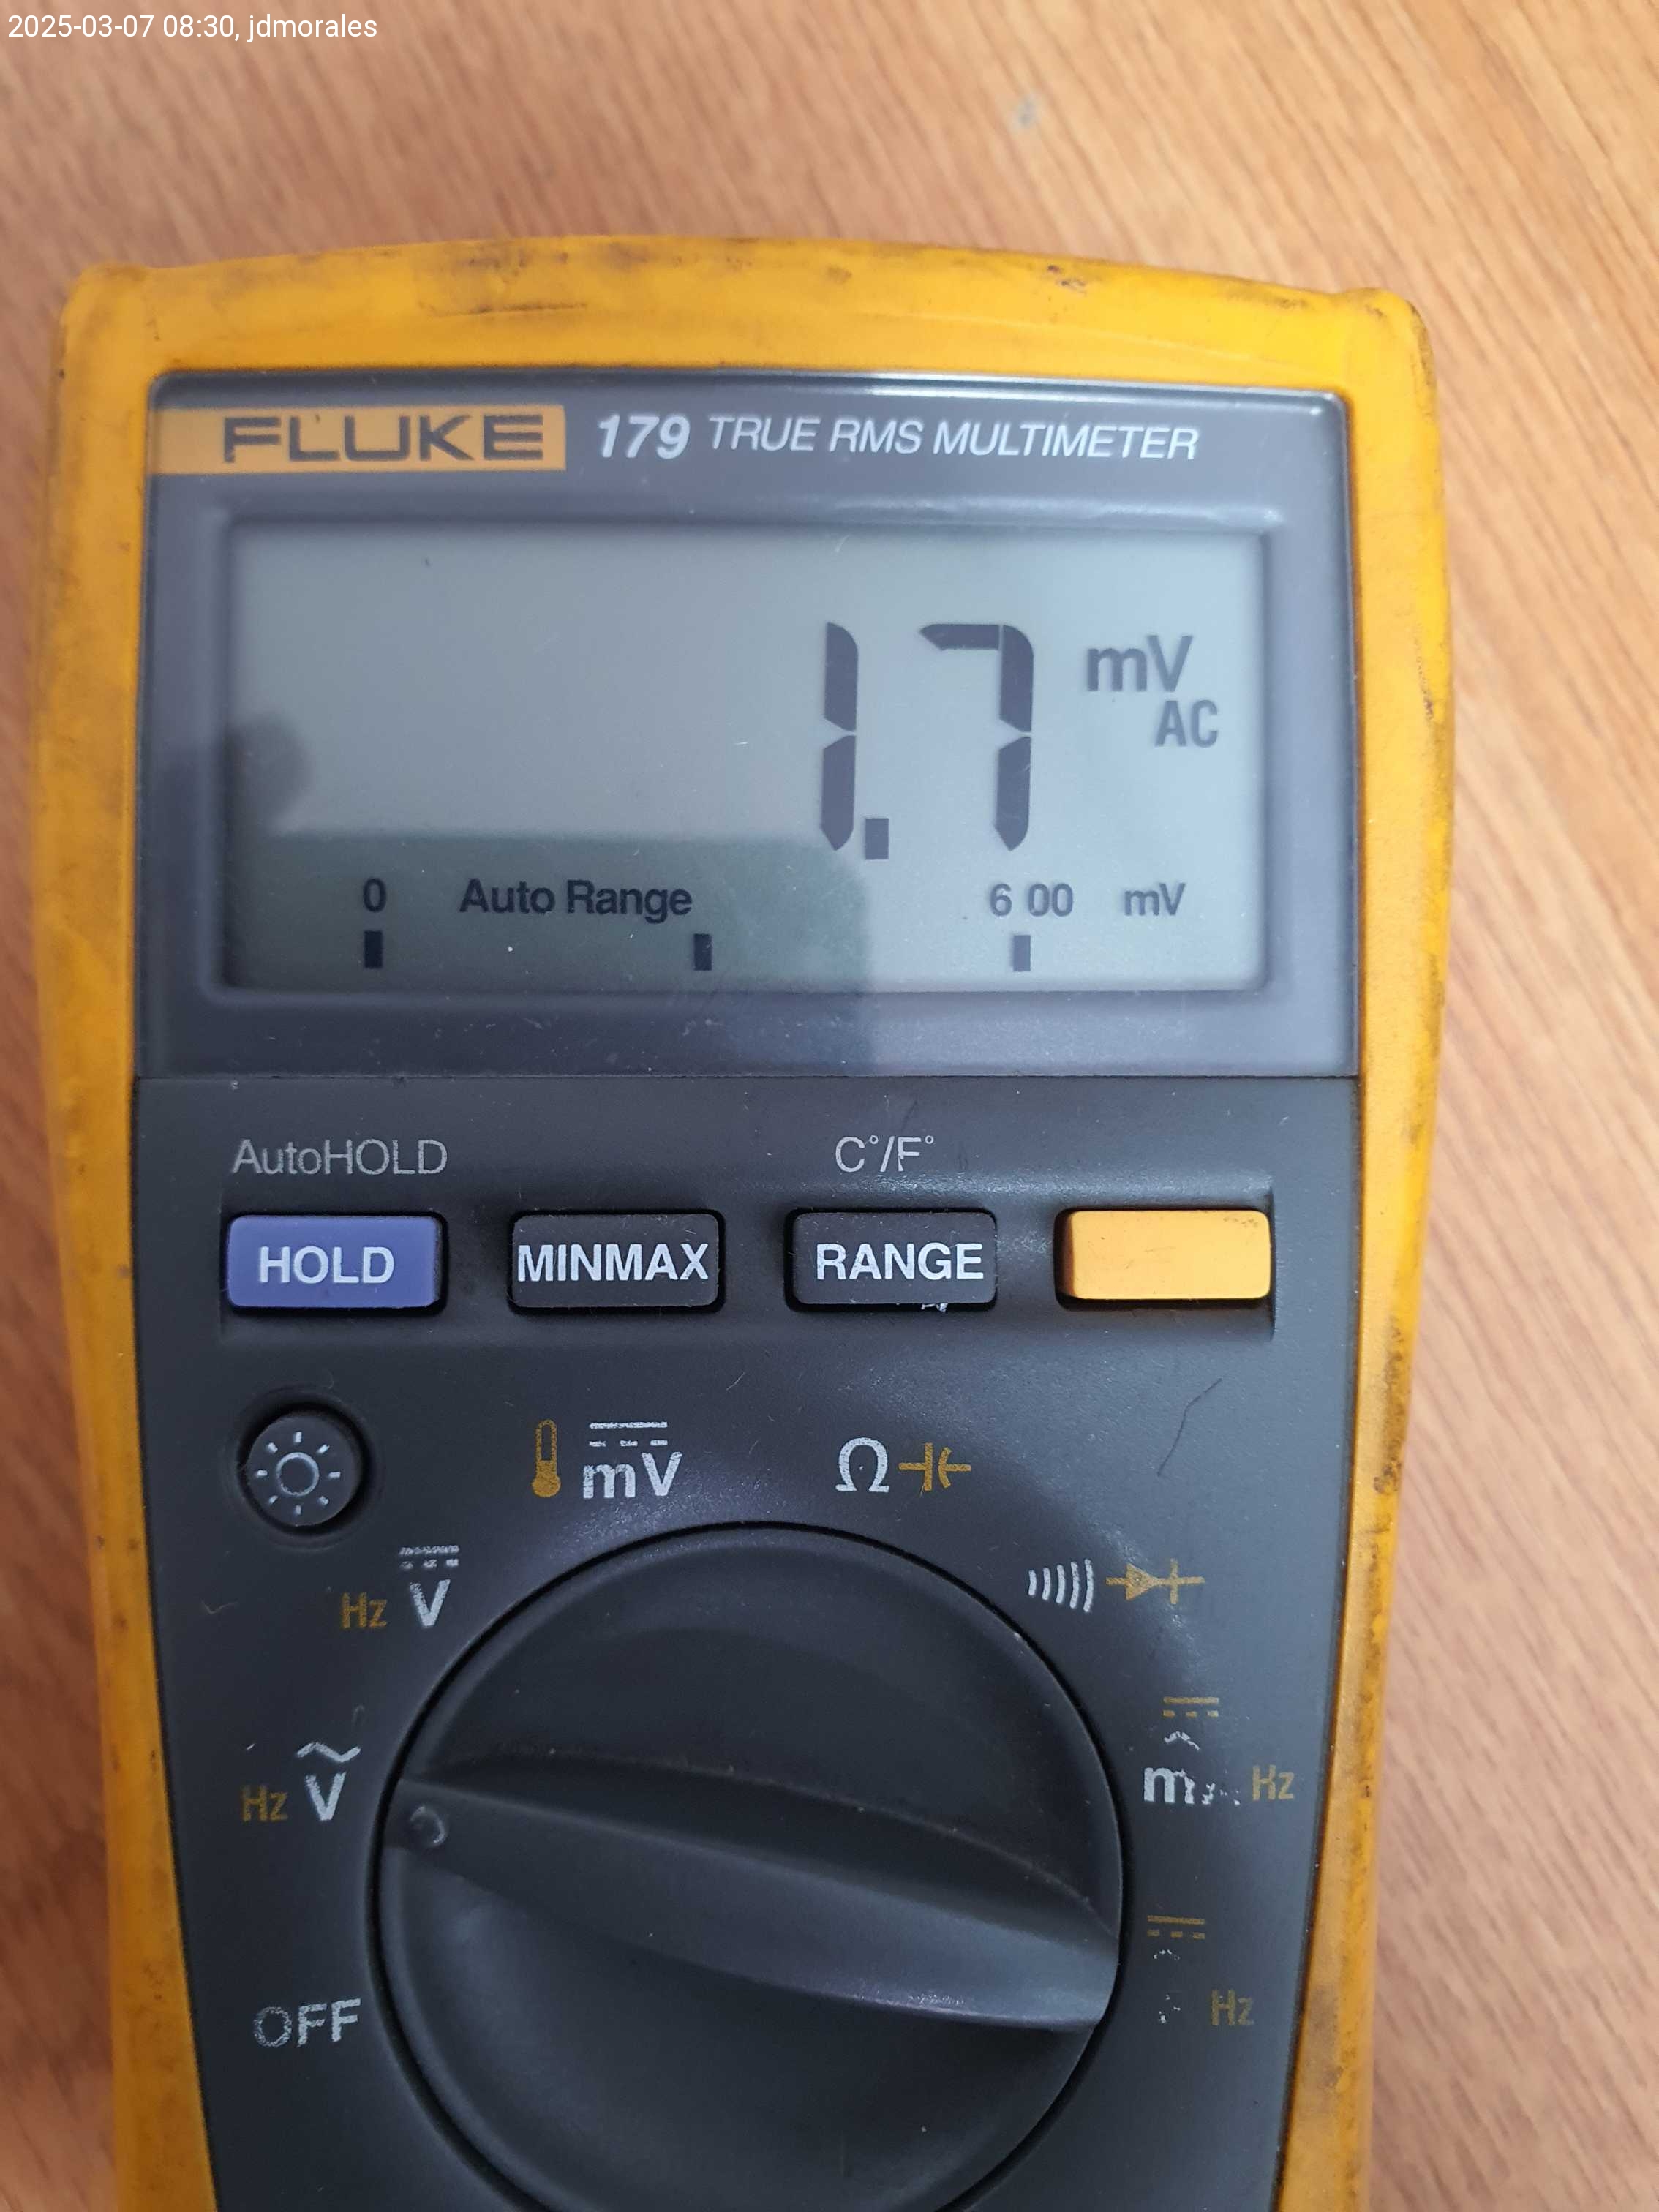 2025-03-07 08:30, jdmorales
FLUKE 179 TRUE RMS MULTIMETER
1.7 mV
AC
0 Auto Range 6 00 mV
AutoHOLD C°/F°
HOLD MINMAX RANGE
mV Ω
Hz V
Hz V
Hz
OFF Hz